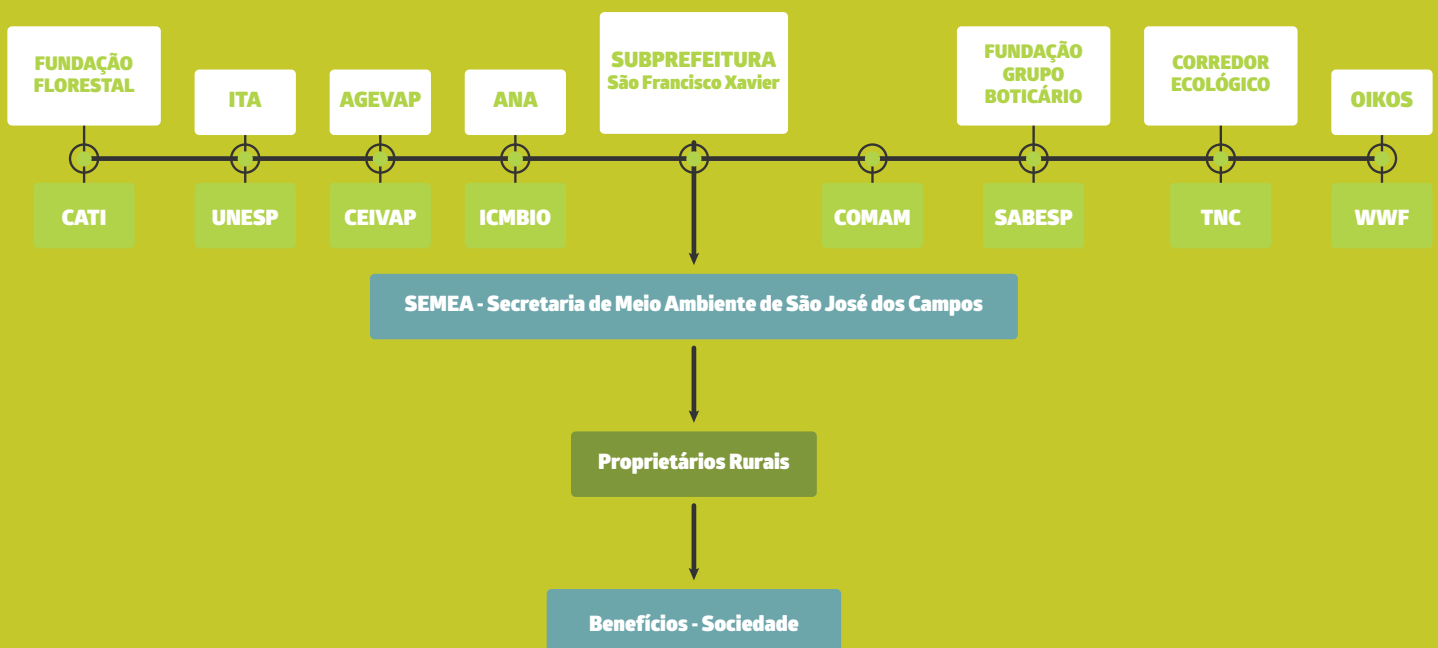 FUNDAÇÃO
FLORESTAL
ITA
AGEVAP
ANA
SUBPREFEITURA
São Francisco Xavier
FUNDAÇÃO
GRUPO
BOTICÁRIO
CORREDOR
ECOLÓGICO
OIKOS
CATI
UNESP
CEIVAP
ICMBIO
COMAM
SABESP
TNC
WWF
SEMEA - Secretaria de Meio Ambiente de São José dos Campos
Proprietários Rurais
Benefícios - Sociedade